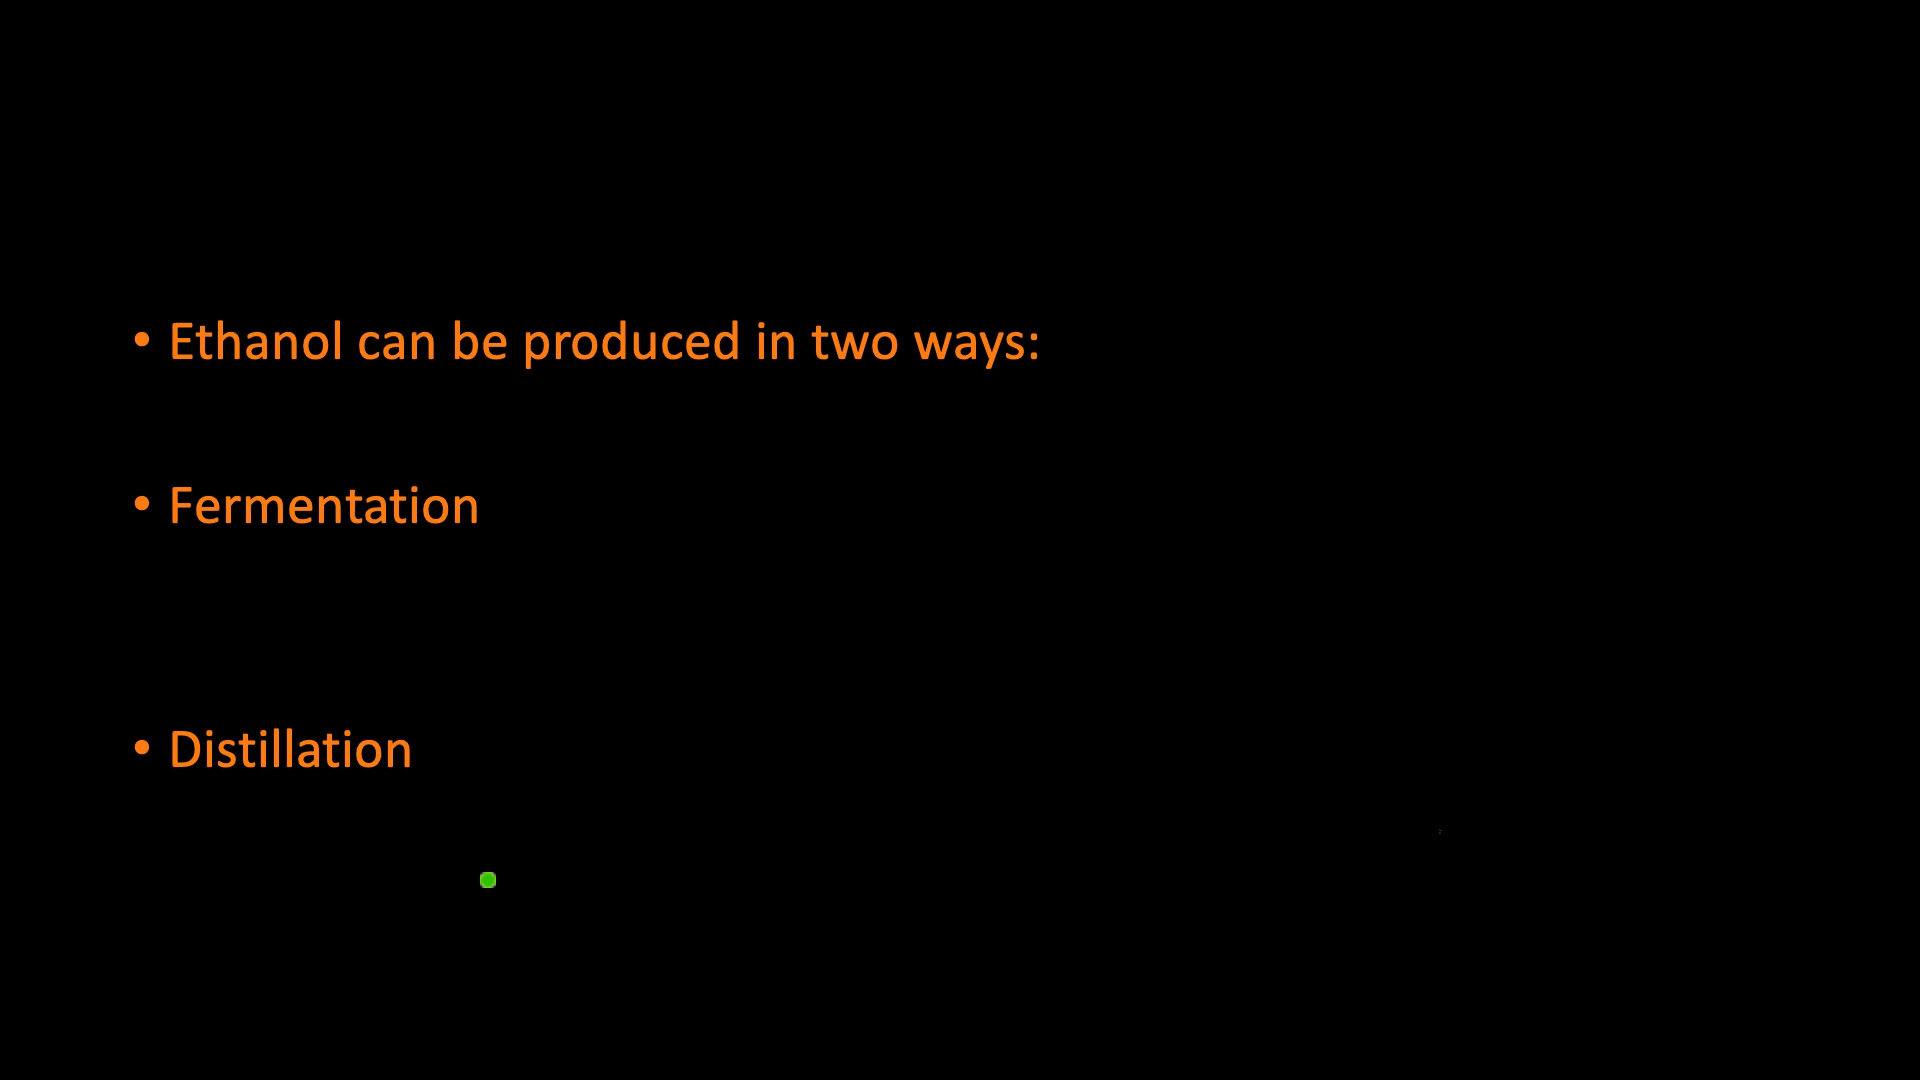 • Ethanol can be produced in two ways:
• Fermentation
• Distillation